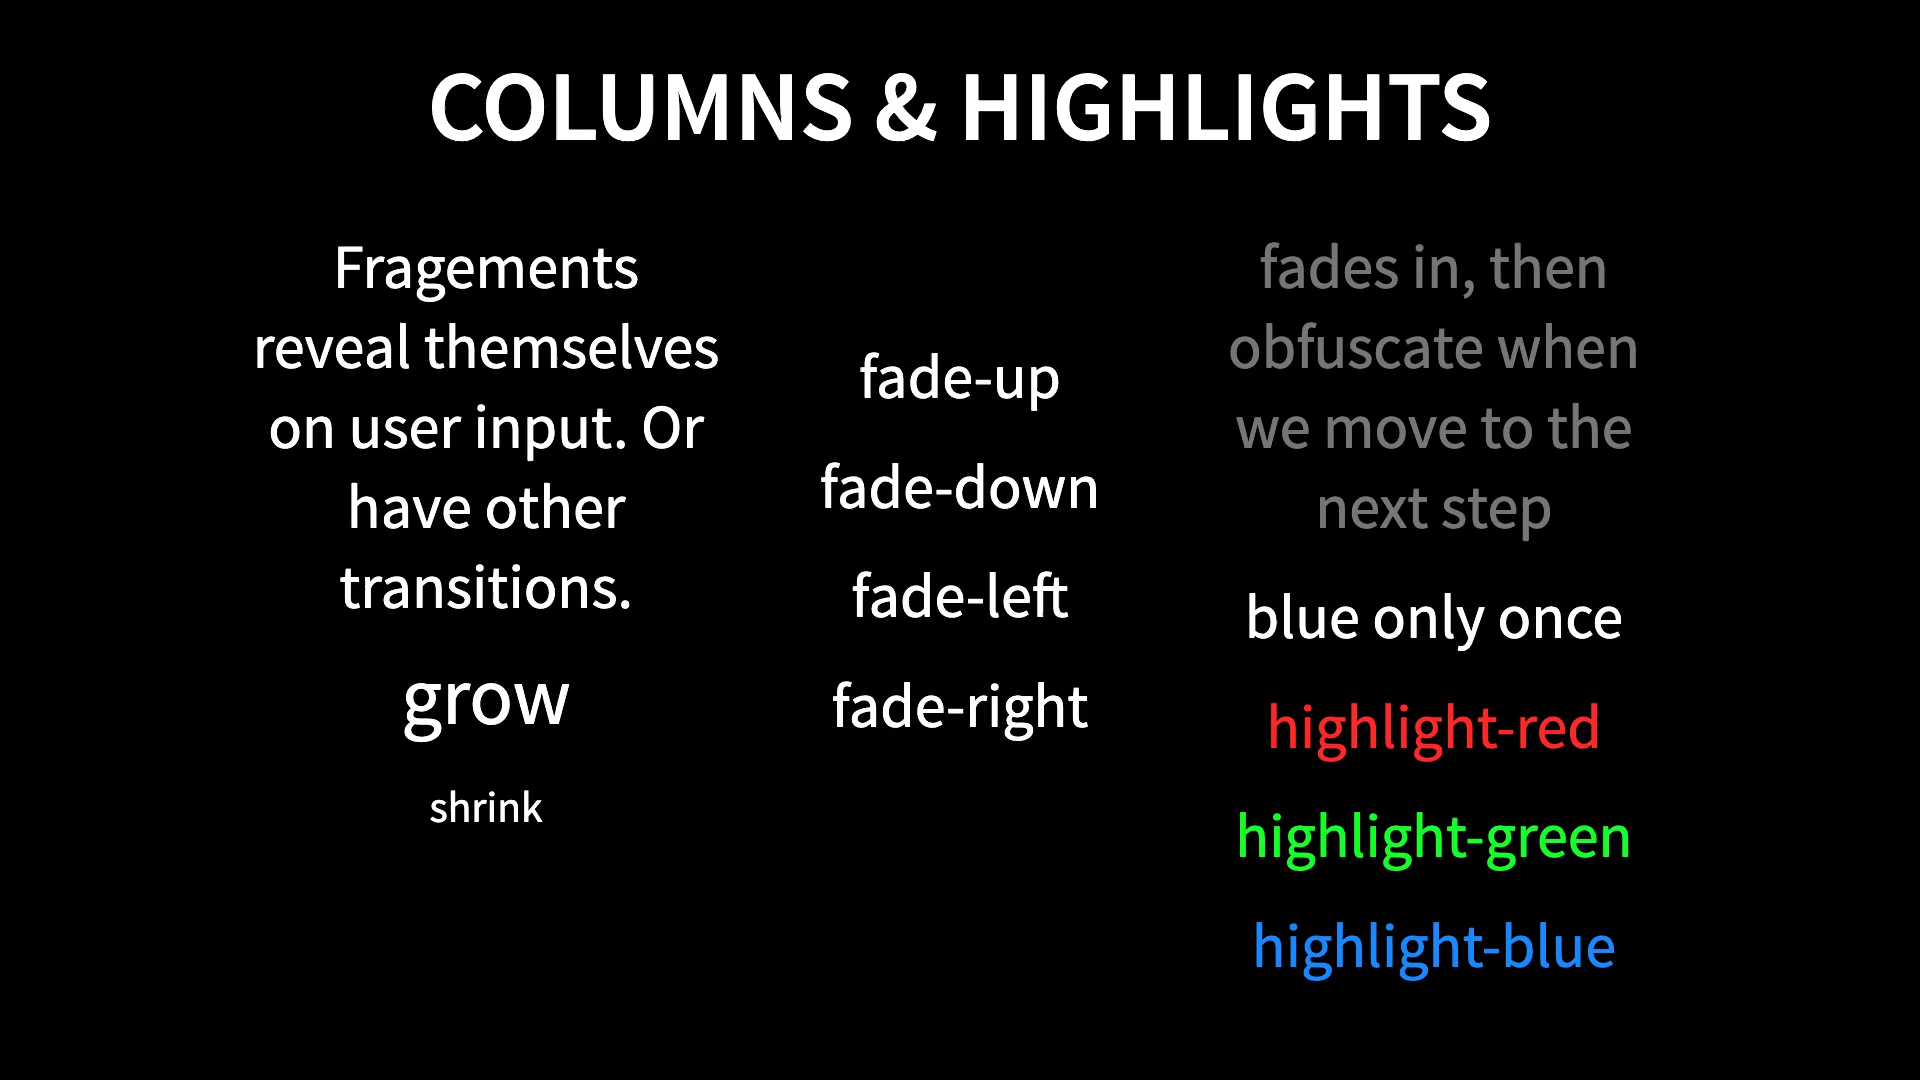 COLUMNS & HIGHLIGHTS
Fragements
reveal themselves
on user input. Or
have other
transitions.
grow
shrink
fade-up
fade-down
fade-left
fade-right
fades in, then
obfuscate when
we move to the
next step
blue only once
highlight-red
highlight-green
highlight-blue